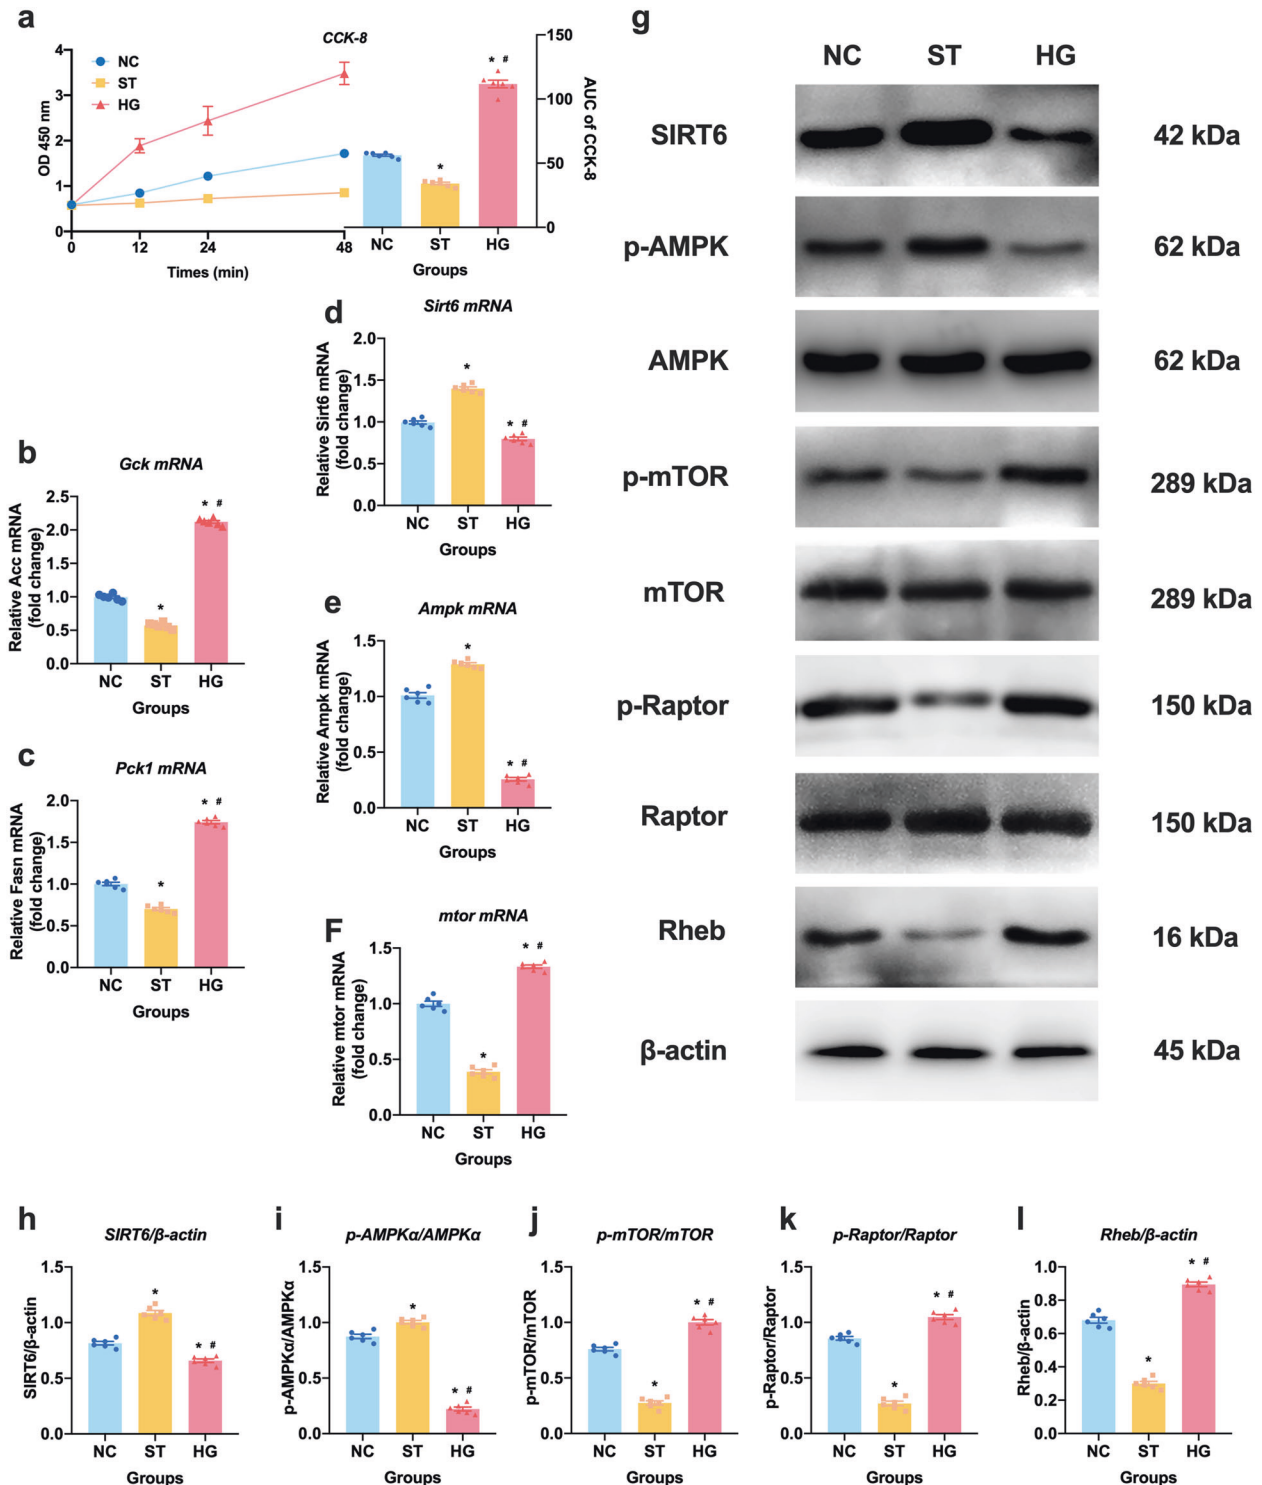 a
CCK-8
NC
ST
HG
OD 450 nm
4
3
2
1
0
0
12
24
48
Times (min)
* #
*
150
100
50
0
AUC of CCK-8
NC
ST
HG
Groups
b
Gck mRNA
Relative Acc mRNA
(fold change)
2.5
2.0
1.5
1.0
0.5
0.0
*
* #
NC
ST
HG
Groups
c
Pck1 mRNA
Relative Fasn mRNA
(fold change)
2.0
1.5
1.0
0.5
0.0
*
* #
NC
ST
HG
Groups
d
Sirt6 mRNA
Relative Sirt6 mRNA
(fold change)
2.0
1.5
1.0
0.5
0.0
*
* #
NC
ST
HG
Groups
e
Ampk mRNA
Relative Ampk mRNA
(fold change)
1.5
1.0
0.5
0.0
*
* #
NC
ST
HG
Groups
F
mtor mRNA
Relative mtor mRNA
(fold change)
1.5
1.0
0.5
0.0
*
* #
NC
ST
HG
Groups
g
NC ST HG
SIRT6 42 kDa
p-AMPK 62 kDa
AMPK 62 kDa
p-mTOR 289 kDa
mTOR 289 kDa
p-Raptor 150 kDa
Raptor 150 kDa
Rheb 16 kDa
β-actin 45 kDa
h
SIRT6/β-actin
SIRT6/β-actin
1.5
1.0
0.5
0.0
*
* #
NC
ST
HG
Groups
i
p-AMPKα/AMPKα
p-AMPKα/AMPKα
1.5
1.0
0.5
0.0
*
* #
NC
ST
HG
Groups
j
p-mTOR/mTOR
p-mTOR/mTOR
1.5
1.0
0.5
0.0
*
* #
NC
ST
HG
Groups
k
p-Raptor/Raptor
p-Raptor/Raptor
1.5
1.0
0.5
0.0
*
* #
NC
ST
HG
Groups
l
Rheb/β-actin
Rheb/β-actin
1.0
0.8
0.6
0.4
0.2
0.0
*
* #
NC
ST
HG
Groups